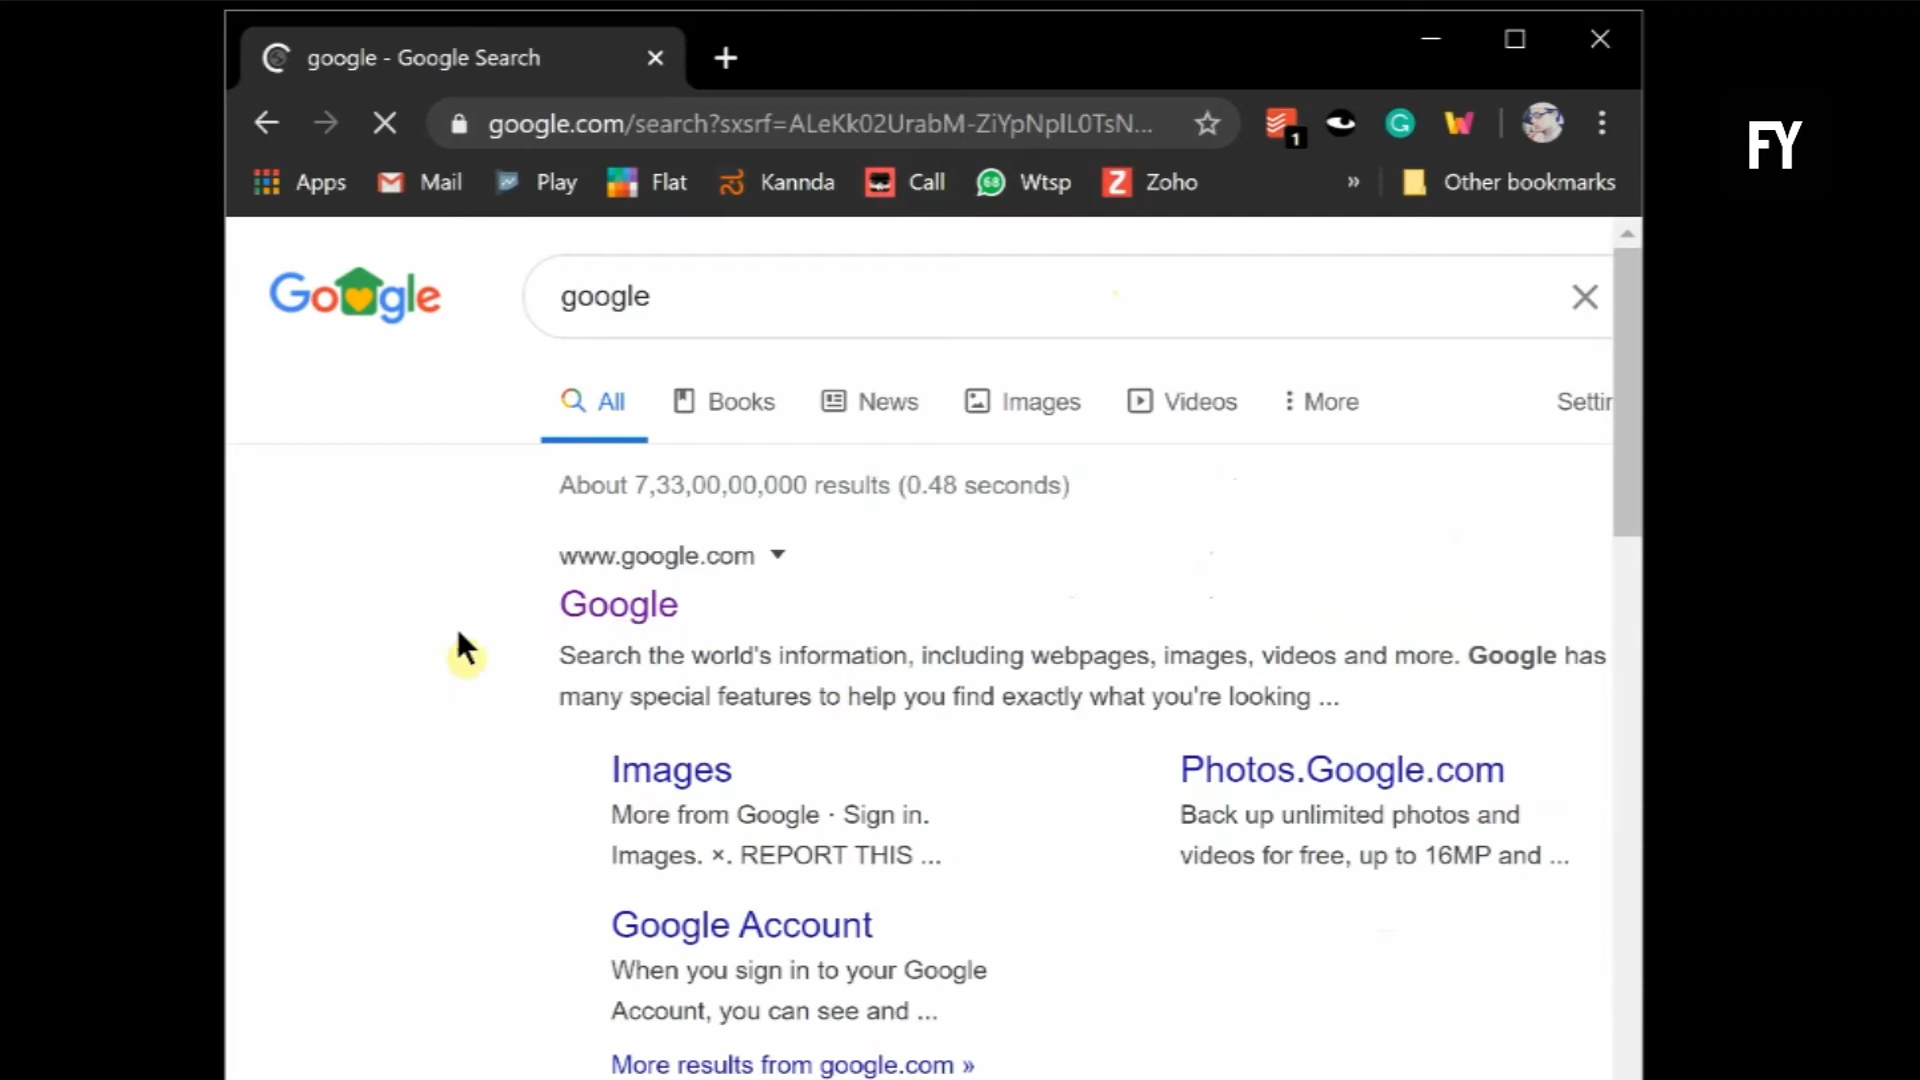 google - Google Search
FY
google.com/search?sxsrf=ALeKk02UrabM-ZiYpNpIL0TsN...
1
Apps Mail Play Flat Kannda Call 68 Wtsp Zoho » Other bookmarks
Google google
All Books News Images Videos More Settin
About 7,33,00,00,000 results (0.48 seconds)
www.google.com
Google
Search the world's information, including webpages, images, videos and more. Google has
many special features to help you find exactly what you're looking ...
Images
More from Google · Sign in.
Images. ×. REPORT THIS ...
Photos.Google.com
Back up unlimited photos and
videos for free, up to 16MP and ...
Google Account
When you sign in to your Google
Account, you can see and ...
More results from google.com »